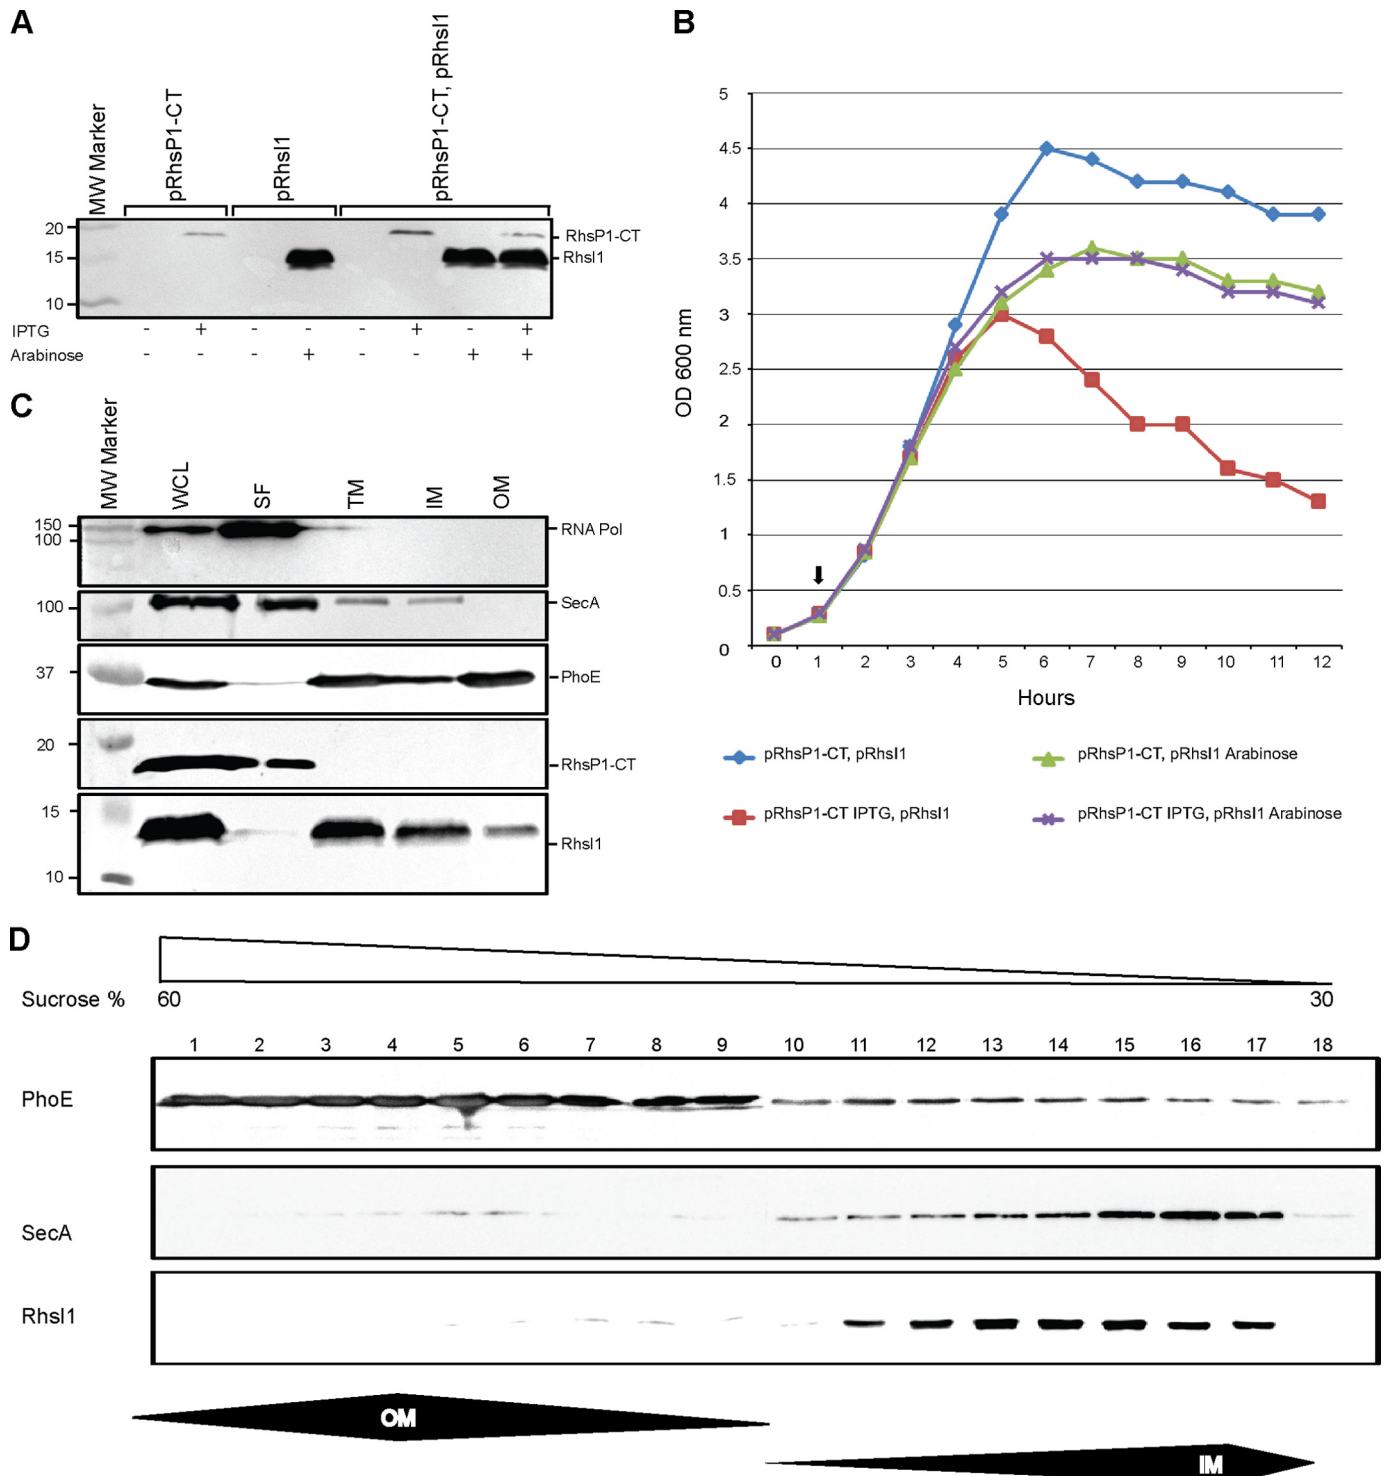 A
MW Marker
pRhsP1-CT
pRhsI1
pRhsP1-CT, pRhsI1
20
15
10
RhsP1-CT
RhsI1
IPTG - + - - - + - +
Arabinose - - - + - - + +
B
5
4.5
4
3.5
3
2.5
2
1.5
1
0.5
0
OD 600 nm
0 1 2 3 4 5 6 7 8 9 10 11 12
Hours
pRhsP1-CT, pRhsI1
pRhsP1-CT, pRhsI1 Arabinose
pRhsP1-CT IPTG, pRhsI1
pRhsP1-CT IPTG, pRhsI1 Arabinose
C
MW Marker
WCL
SF
TM
IM
OM
150
100
RNA Pol
100
SecA
37
PhoE
20
RhsP1-CT
15
10
RhsI1
D
Sucrose %
60
30
1 2 3 4 5 6 7 8 9 10 11 12 13 14 15 16 17 18
PhoE
SecA
RhsI1
OM
IM